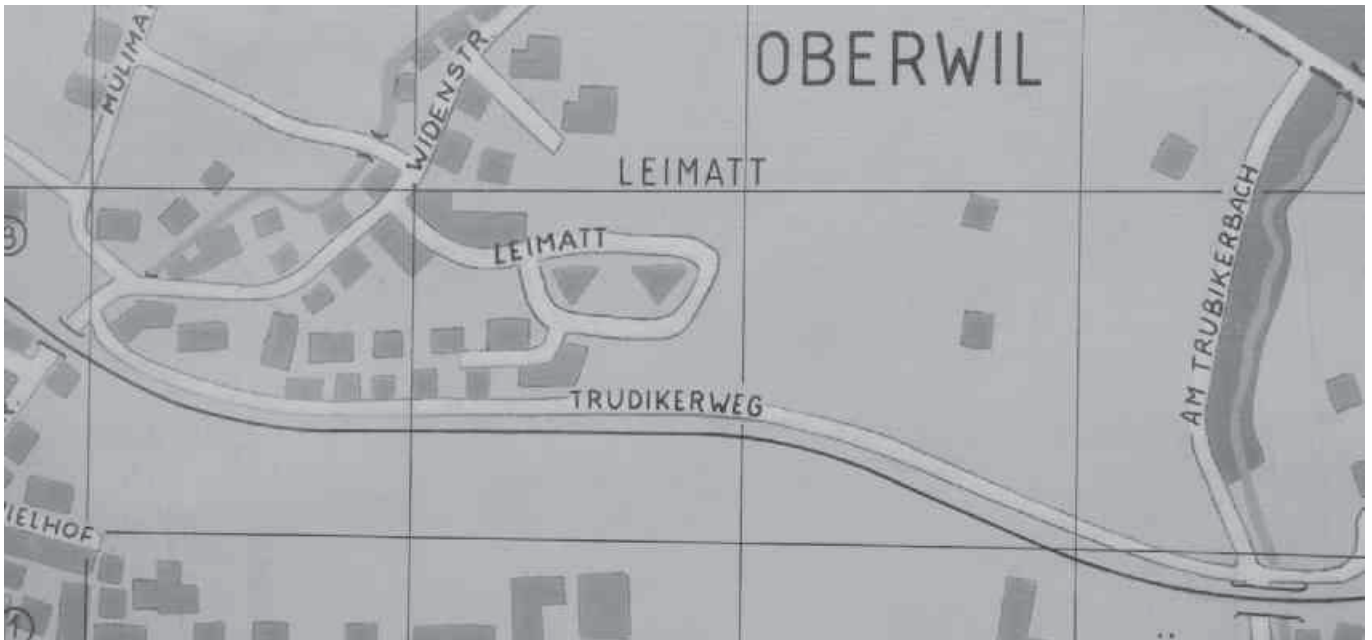 OBERWIL
WIDENSTR.
LEIMATT
LEIMATT
AM TRUBIKERBACH
TRUDIKERWEG